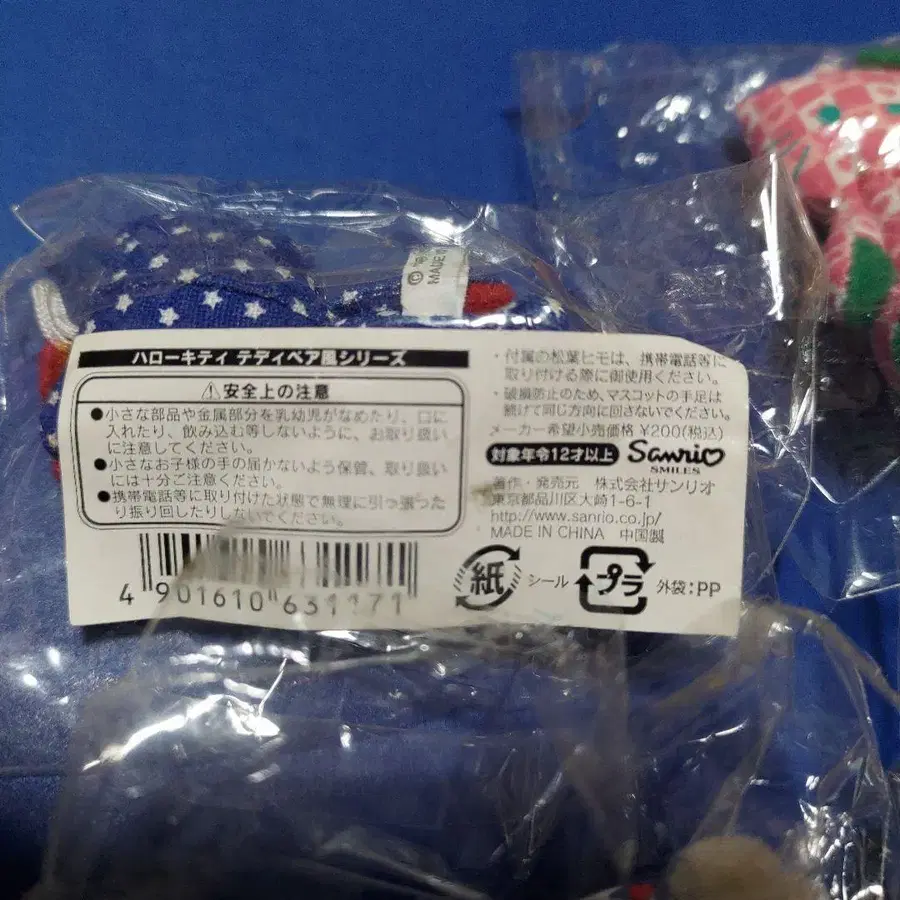 © 
MADE
ハローキティ テディベア風シリーズ
⚠安全上の注意
●小さな部品や金属部分を乳幼児がなめたり、口に
入れたり、飲み込む等しないように、お取り扱い
に注意してください。
●小さなお子様の手の届かないよう保管、取り扱い
には十分ご注意ください。
●携帯電話等に取り付けた状態で無理に引っ張った
り振り回したりしないでください。
4 901610 631171
・付属の松葉ヒモは、携帯電話等に
取り付ける際に御使用ください。
・破損防止のため、マスコットの手足は
続けて同じ方向に回さないでください。
メーカー希望小売価格 ¥200(税込)
対象年令12才以上 Sanrio
SMILES
著作・発売元 株式会社サンリオ
東京都品川区大崎1-6-1
http://www.sanrio.co.jp/
MADE IN CHINA 中国製
紙 シール プラ 外袋:PP